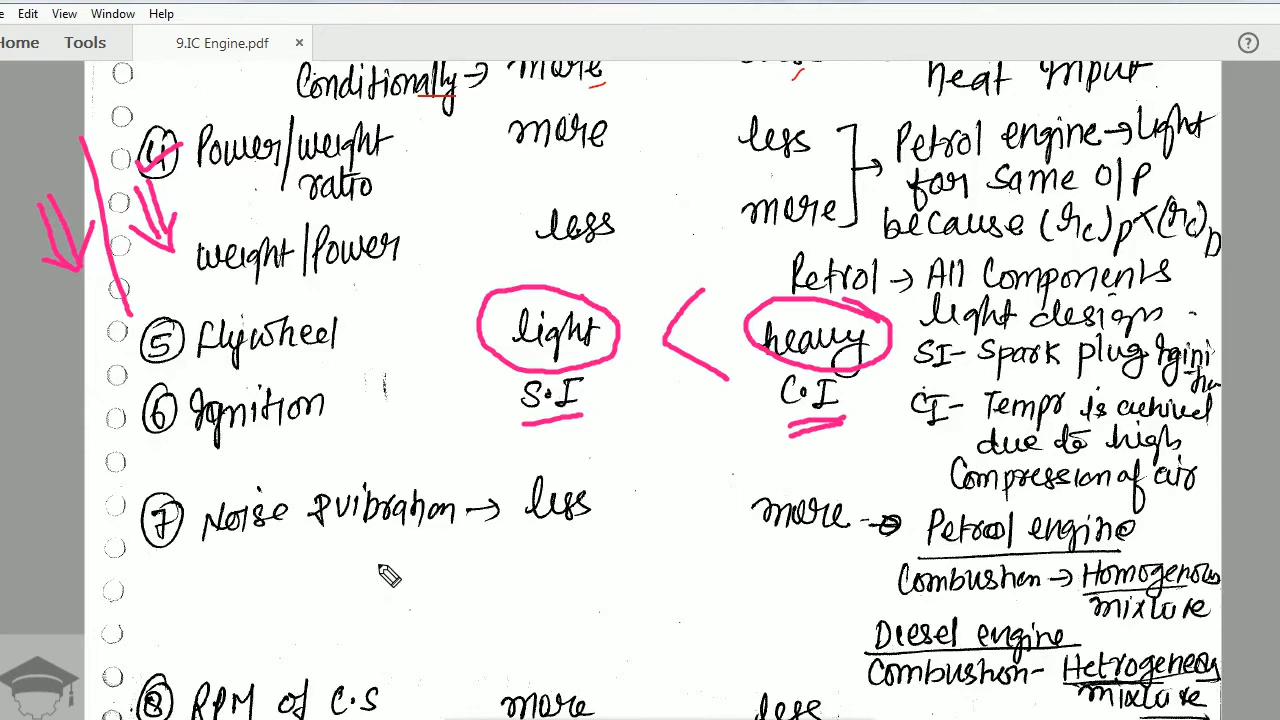 Edit View Window Help
Home Tools 9.IC Engine.pdf × ?
Conditionally → more heat input
④ Power/weight ratio more less
weight/Power less more
→ Petrol engine → light
for same O/P
because (rc)p < (rc)D
Petrol → All Components
light design
⑤ Flywheel light < heavy
⑥ Ignition S.I C.I
SI - Spark plug
CI - Tempr is achived
due to high
Compression of air
⑦ Noise & vibration → less more →
Petrol engine
Combustion → Homogenous
mixture
Diesel engine
Combustion - Hetrogeneous
mixture
⑧ RPM of C.S more less